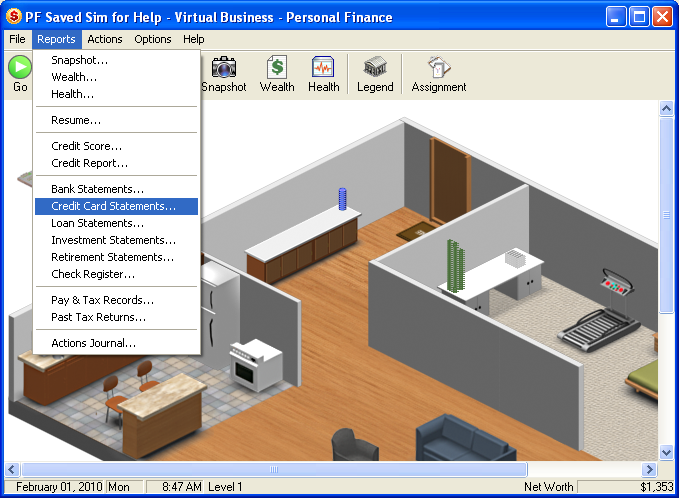 PF Saved Sim for Help - Virtual Business - Personal Finance
File Reports Actions Options Help
Go Snapshot Wealth Health Legend Assignment
Snapshot...
Wealth...
Health...
Resume...
Credit Score...
Credit Report...
Bank Statements...
Credit Card Statements...
Loan Statements...
Investment Statements...
Retirement Statements...
Check Register...
Pay & Tax Records...
Past Tax Returns...
Actions Journal...
February 01, 2010 Mon 8:47 AM Level 1 Net Worth $1,353